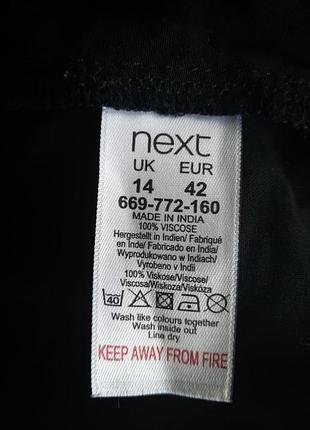 next
UK EUR
14 42
669-772-160
MADE IN INDIA
100% VISCOSE
Hergestellt in Indien/ Fabriqué
en Inde/ Fabricado en India/
Wyprodukowano w Indiach/
Vyrobeno v Indii
100% Viskose/Viscose/
Viscosa/Wiskoza/Viskóza
40
Wash like colours together
Wash inside out
Line dry
KEEP AWAY FROM FIRE